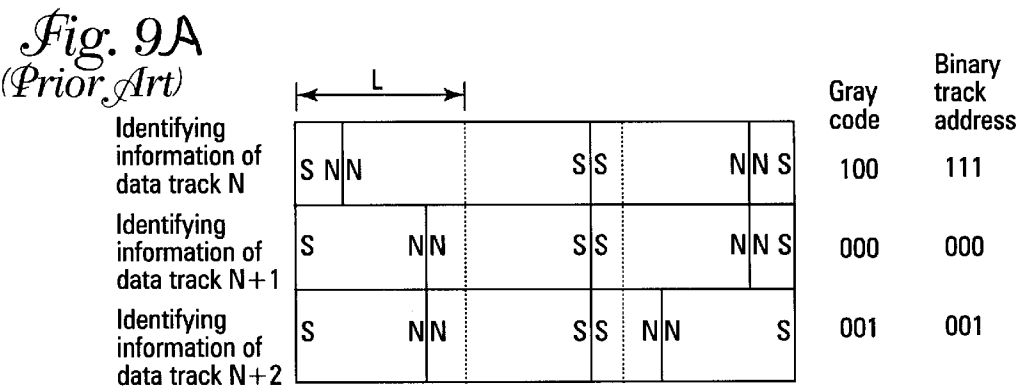 Fig. 9A
(Prior Art)
L
Gray
code
Binary
track
address
Identifying
information of
data track N
S N N S S N N S
100 111
Identifying
information of
data track N+1
S N N S S N N S
000 000
Identifying
information of
data track N+2
S N N S S N N S
001 001